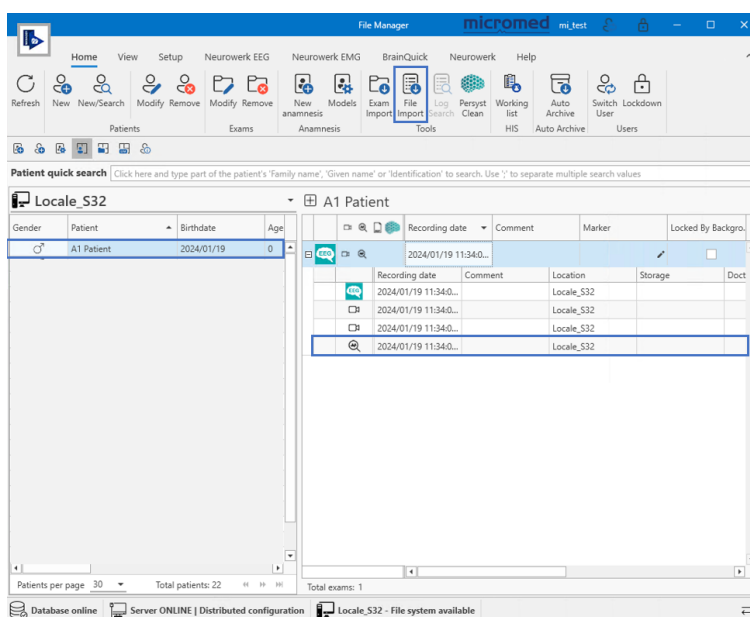 File Manager micromed mi_test
Home View Setup Neurowerk EEG Neurowerk EMG BrainQuick Neurowerk Help
Refresh New New/Search Modify Remove Modify Remove New anamnesis Models Exam Import File Import Log Search Persyst Clean Working list Auto Archive Switch User Lockdown
Patients Exams Anamnesis Tools HIS Auto Archive Users
Patient quick search Click here and type part of the patient's 'Family name', 'Given name' or 'Identification' to search. Use ';' to separate multiple search values
Locale_S32 A1 Patient
Gender Patient Birthdate Age Recording date Comment Marker Locked By Backgro...
A1 Patient 2024/01/19 0 EEG 2024/01/19 11:34:0...
Recording date Comment Location Storage Doct
EEG 2024/01/19 11:34:0... Locale_S32
2024/01/19 11:34:0... Locale_S32
2024/01/19 11:34:0... Locale_S32
2024/01/19 11:34:0... Locale_S32
Patients per page 30 Total patients: 22 Total exams: 1
Database online Server ONLINE | Distributed configuration Locale_S32 - File system available